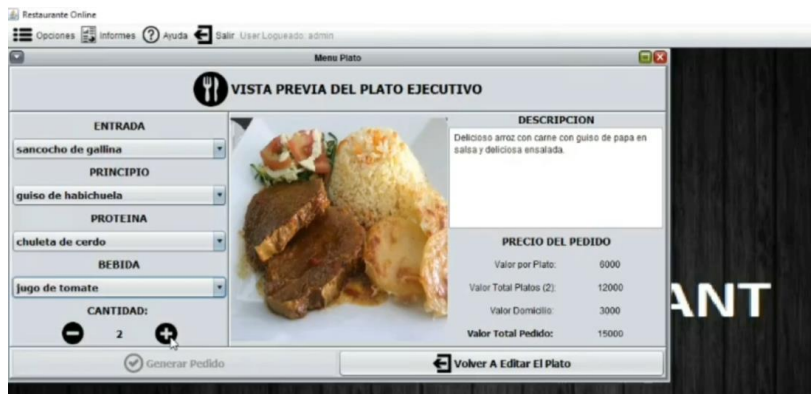 Restaurante Online
Opciones Informes Ayuda Salir User Logueado: admin
Menu Plato
VISTA PREVIA DEL PLATO EJECUTIVO
ENTRADA
sancocho de gallina
PRINCIPIO
guiso de habichuela
PROTEINA
chuleta de cerdo
BEBIDA
jugo de tomate
CANTIDAD:
2
DESCRIPCION
Delicioso arroz con carne con guiso de papa en
salsa y deliciosa ensalada.
PRECIO DEL PEDIDO
Valor por Plato: 6000
Valor Total Platos (2): 12000
Valor Domicilio: 3000
Valor Total Pedido: 15000
Generar Pedido
Volver A Editar El Plato
ANT